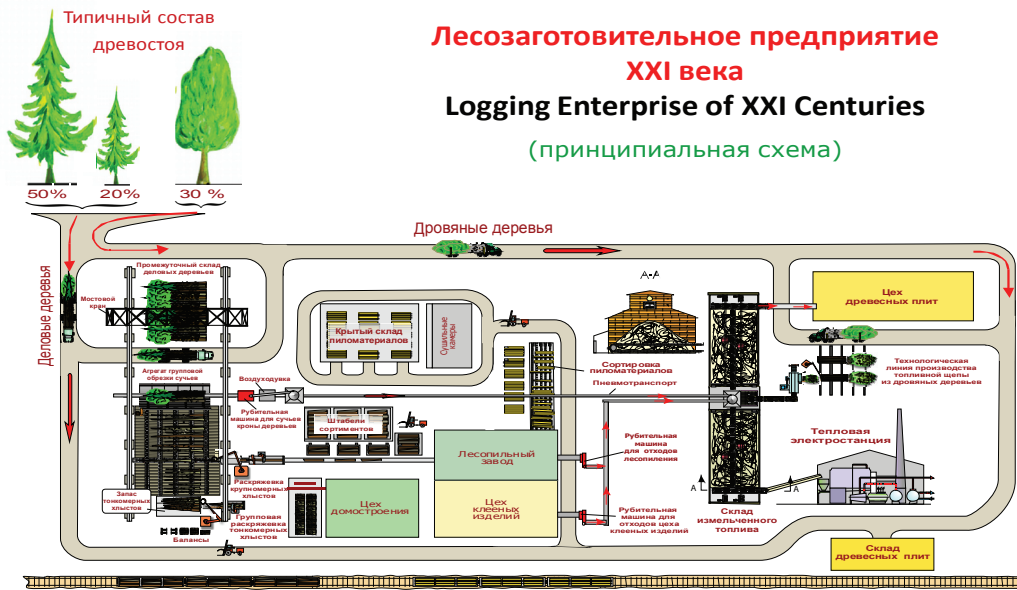 Типичный состав
древостоя
Лесозаготовительное предприятие
XXI века
Logging Enterprise of XXI Centuries
(принципиальная схема)
50%
20%
30 %
Дровяные деревья
Деловые деревья
Промежуточный склад
деловых деревьев
Мостовой
кран
А-А
Цех
древесных плит
Крытый склад
пиломатериалов
Сушильные
камеры
Сортировка
пиломатериалов
Пневмотранспорт
Технологическая
линия производства
топливной щепы
из дровяных деревьев
Агрегат групповой
обрезки сучьев
Воздуходувка
Рубительная
машина для сучьев
кроны деревьев
Штабели
сортиментов
Тепловая
электростанция
Лесопильный
завод
Рубительная
машина
для отходов
лесопиления
Раскряжевка
крупномерных
хлыстов
Запас
тонкомерных
хлыстов
Групповая
раскряжевка
тонкомерных
хлыстов
Балансы
Цех
домостроения
Цех
клееных
изделий
Рубительная
машина для
отходов цеха
клееных изделий
А
А
Склад
измельченного
топлива
Склад
древесных плит